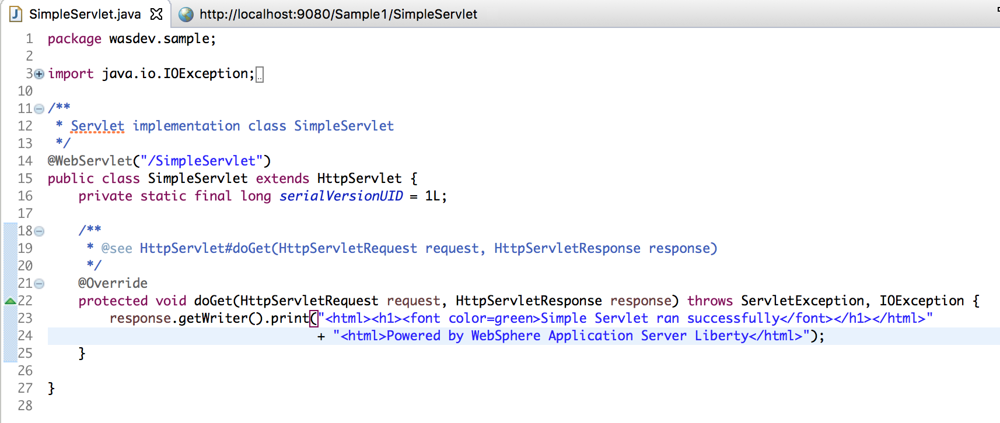 SimpleServlet.java http://localhost:9080/Sample1/SimpleServlet
1 package wasdev.sample;
2
3 import java.io.IOException;
10
11 /**
12 * Servlet implementation class SimpleServlet
13 */
14 @WebServlet("/SimpleServlet")
15 public class SimpleServlet extends HttpServlet {
16 private static final long serialVersionUID = 1L;
17
18 /**
19 * @see HttpServlet#doGet(HttpServletRequest request, HttpServletResponse response)
20 */
21 @Override
22 protected void doGet(HttpServletRequest request, HttpServletResponse response) throws ServletException, IOException {
23 response.getWriter().print("<html><h1><font color=green>Simple Servlet ran successfully</font></h1></html>"
24 + "<html>Powered by WebSphere Application Server Liberty</html>");
25 }
26
27 }
28